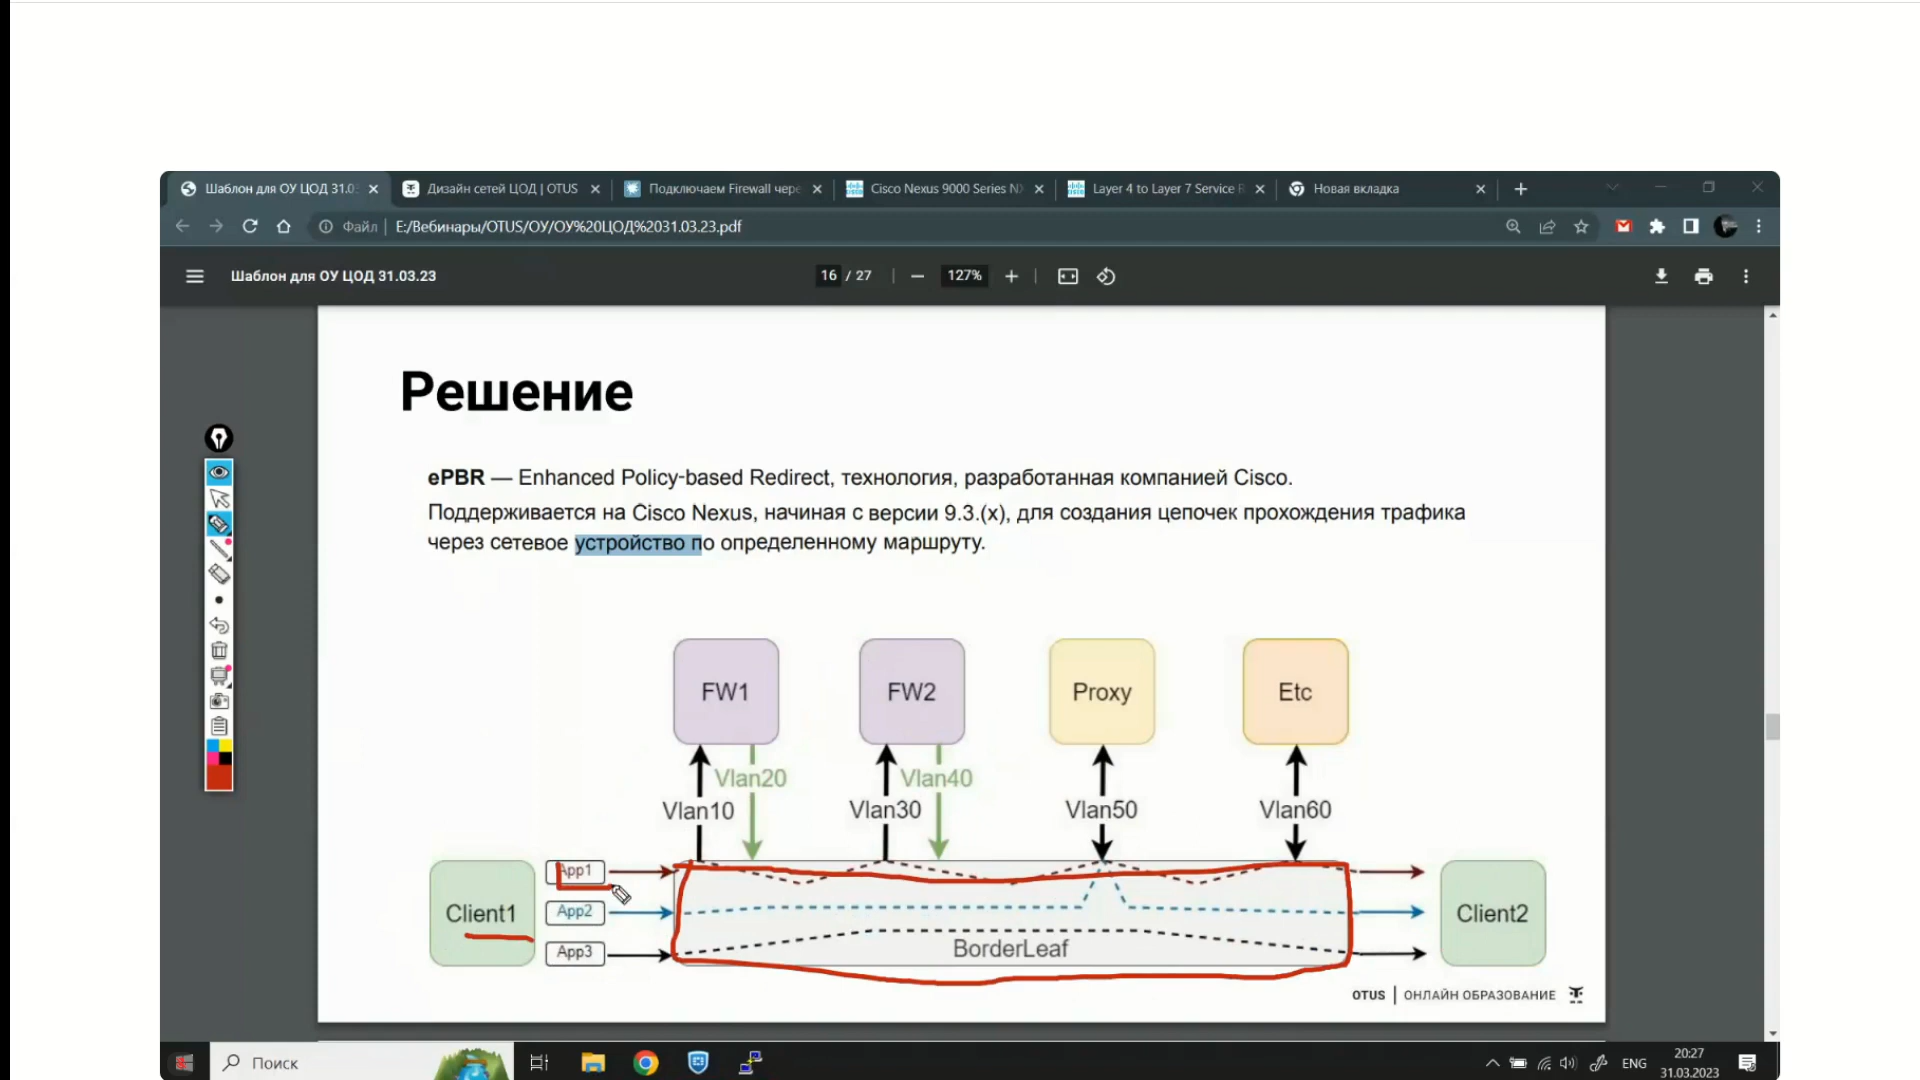 Шаблон для ОУ ЦОД 31.0
Дизайн сетей ЦОД | OTUS
Подключаем Firewall чере
Cisco Nexus 9000 Series N
Layer 4 to Layer 7 Service
Новая вкладка
Файл
E:/Вебинары/OTUS/ОУ/ОУ%20ЦОД%2031.03.23.pdf
Шаблон для ОУ ЦОД 31.03.23
16 / 27
127%
Решение
ePBR — Enhanced Policy-based Redirect, технология, разработанная компанией Cisco.
Поддерживается на Cisco Nexus, начиная с версии 9.3.(x), для создания цепочек прохождения трафика
через сетевое устройство по определенному маршруту.
FW1
FW2
Proxy
Etc
Vlan20
Vlan40
Vlan10
Vlan30
Vlan50
Vlan60
App1
Client1
App2
Client2
App3
BorderLeaf
OTUS | ОНЛАЙН ОБРАЗОВАНИЕ
Поиск
ENG
20:27
31.03.2023